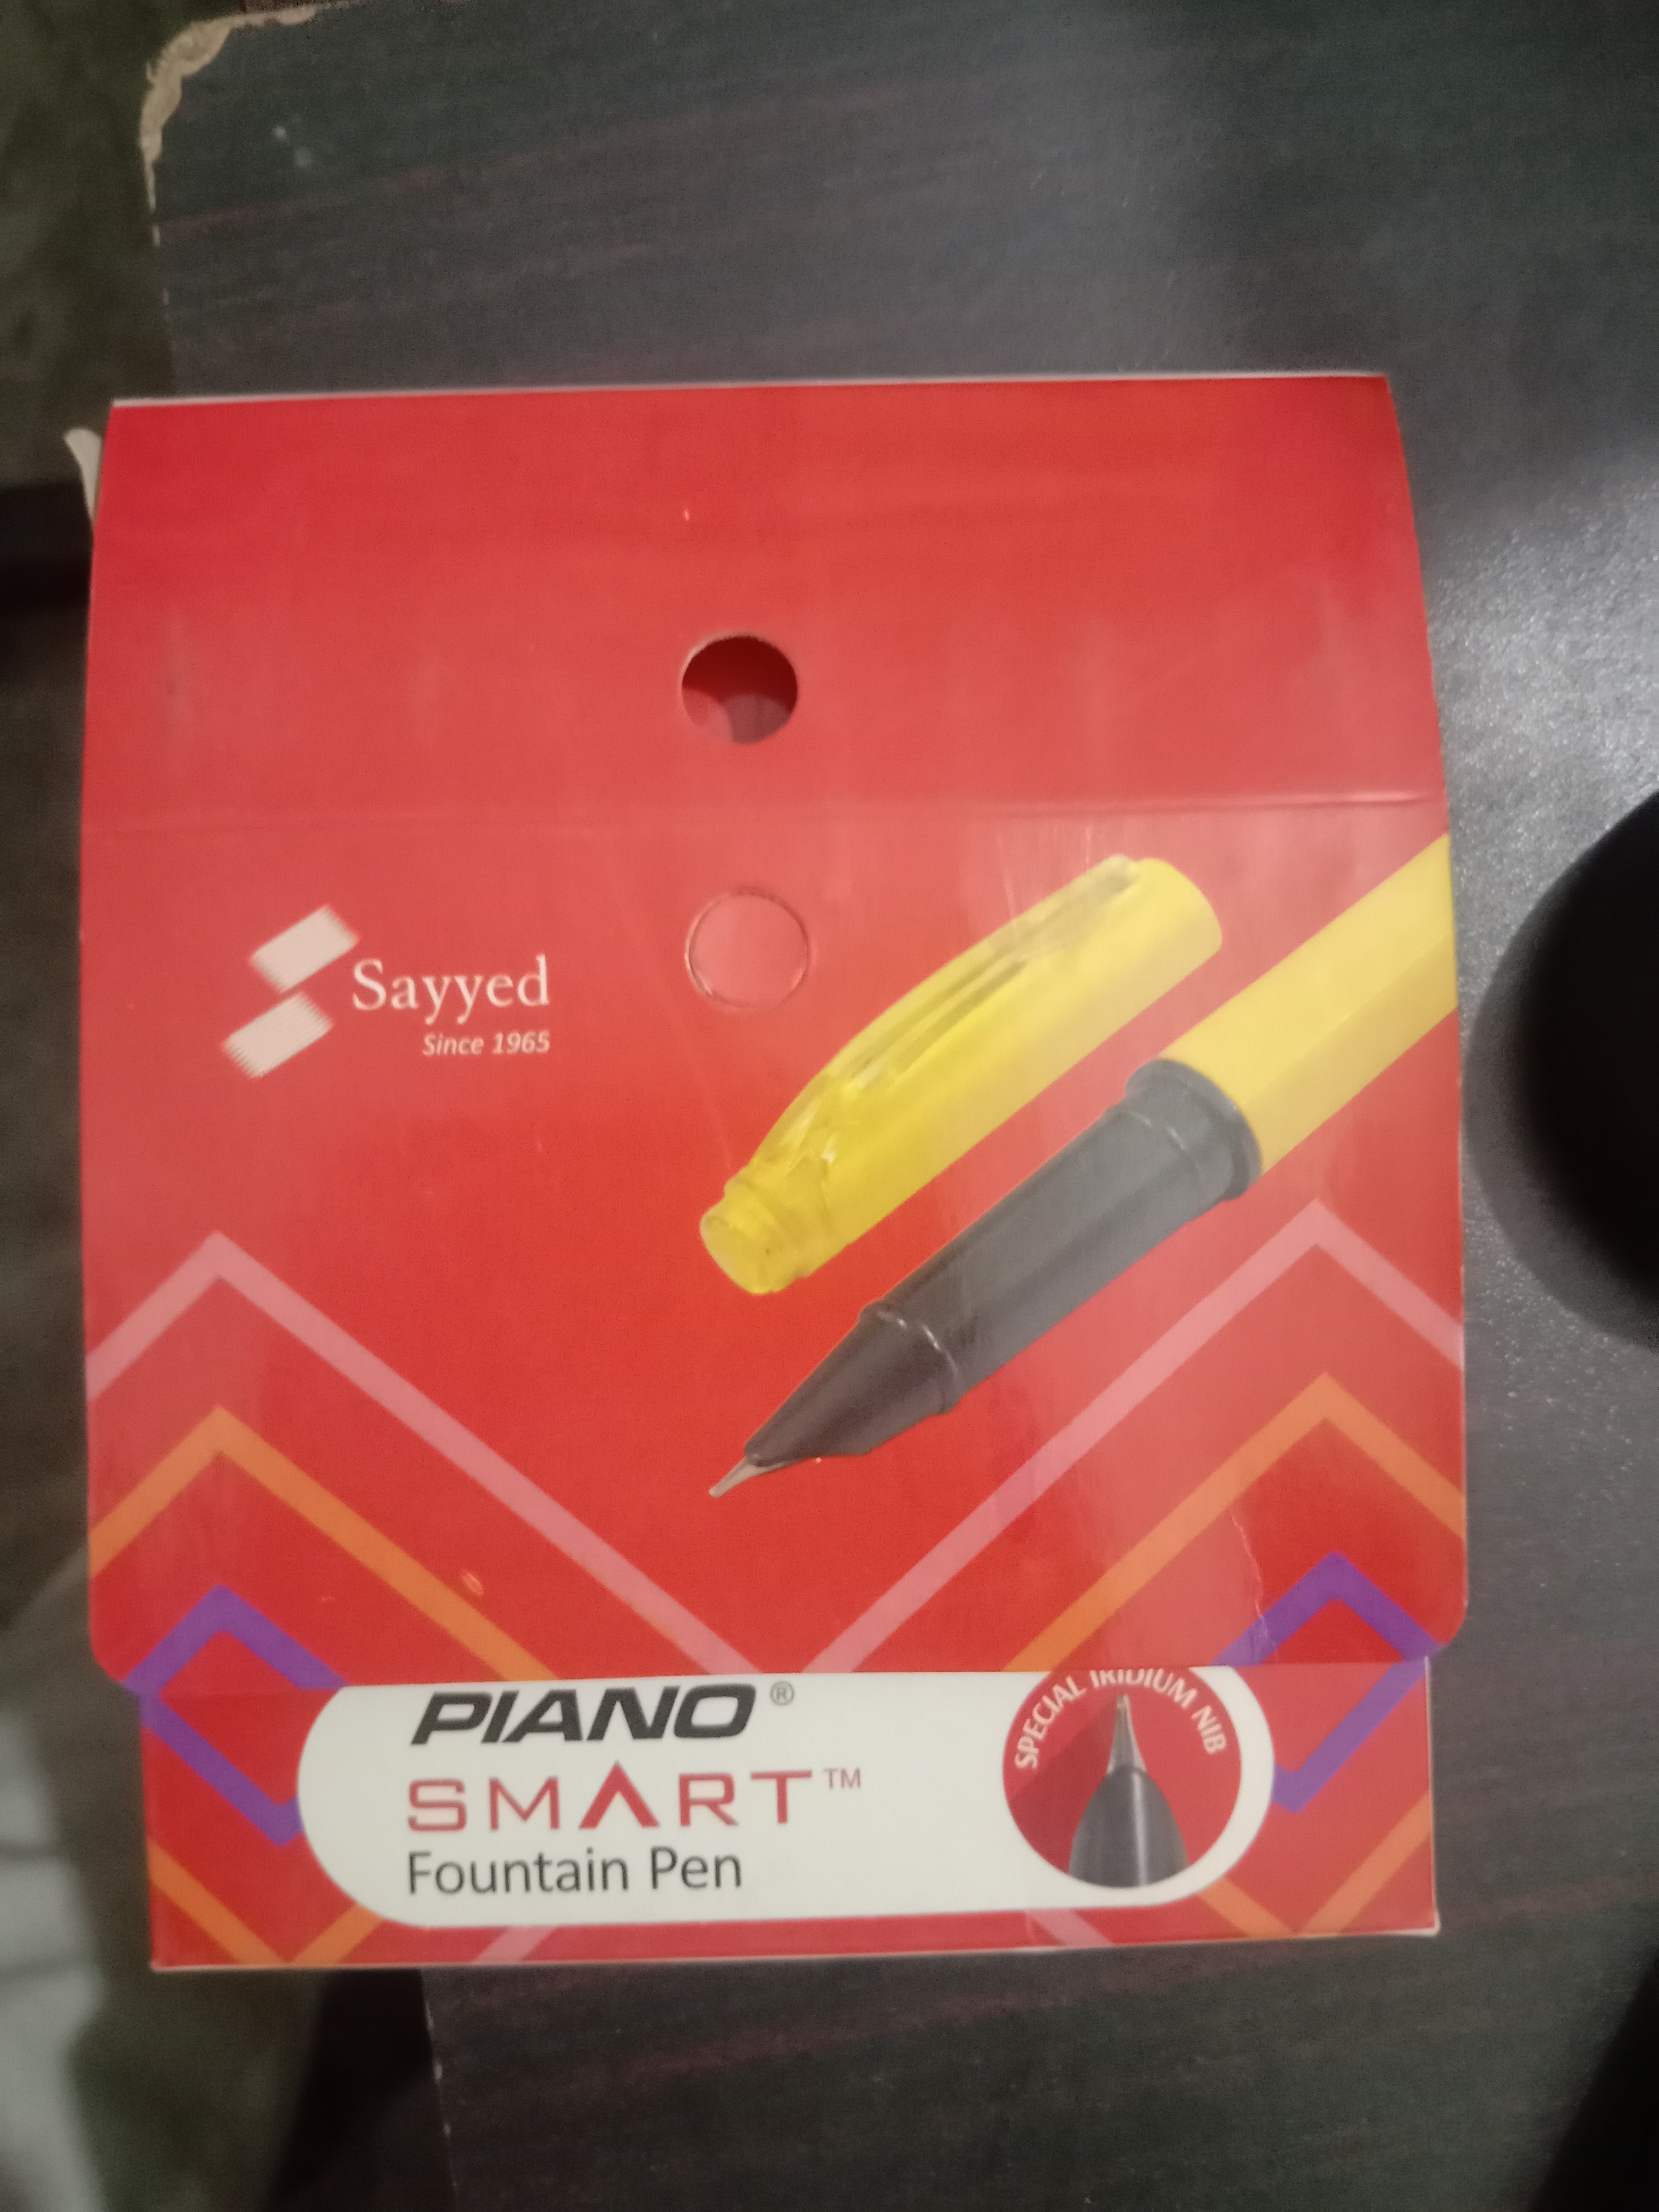 Sayyed
Since 1965
PIANO®
SMART™
Fountain Pen
SPECIAL IRIDIUM NIB